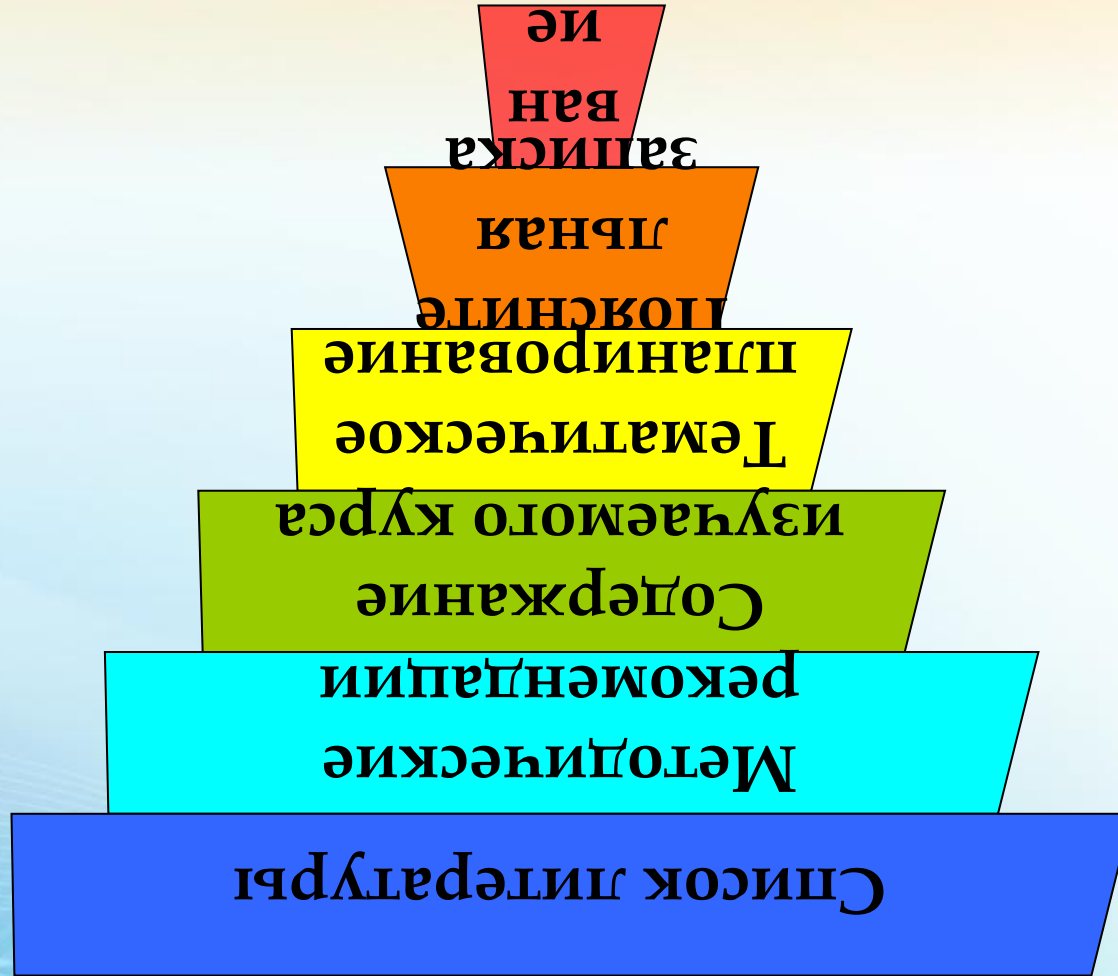 Список литературы
Методические
рекомендации
Содержание
изучаемого курса
Тематическое
планирование
Поясните
льная
записка
ван
ие